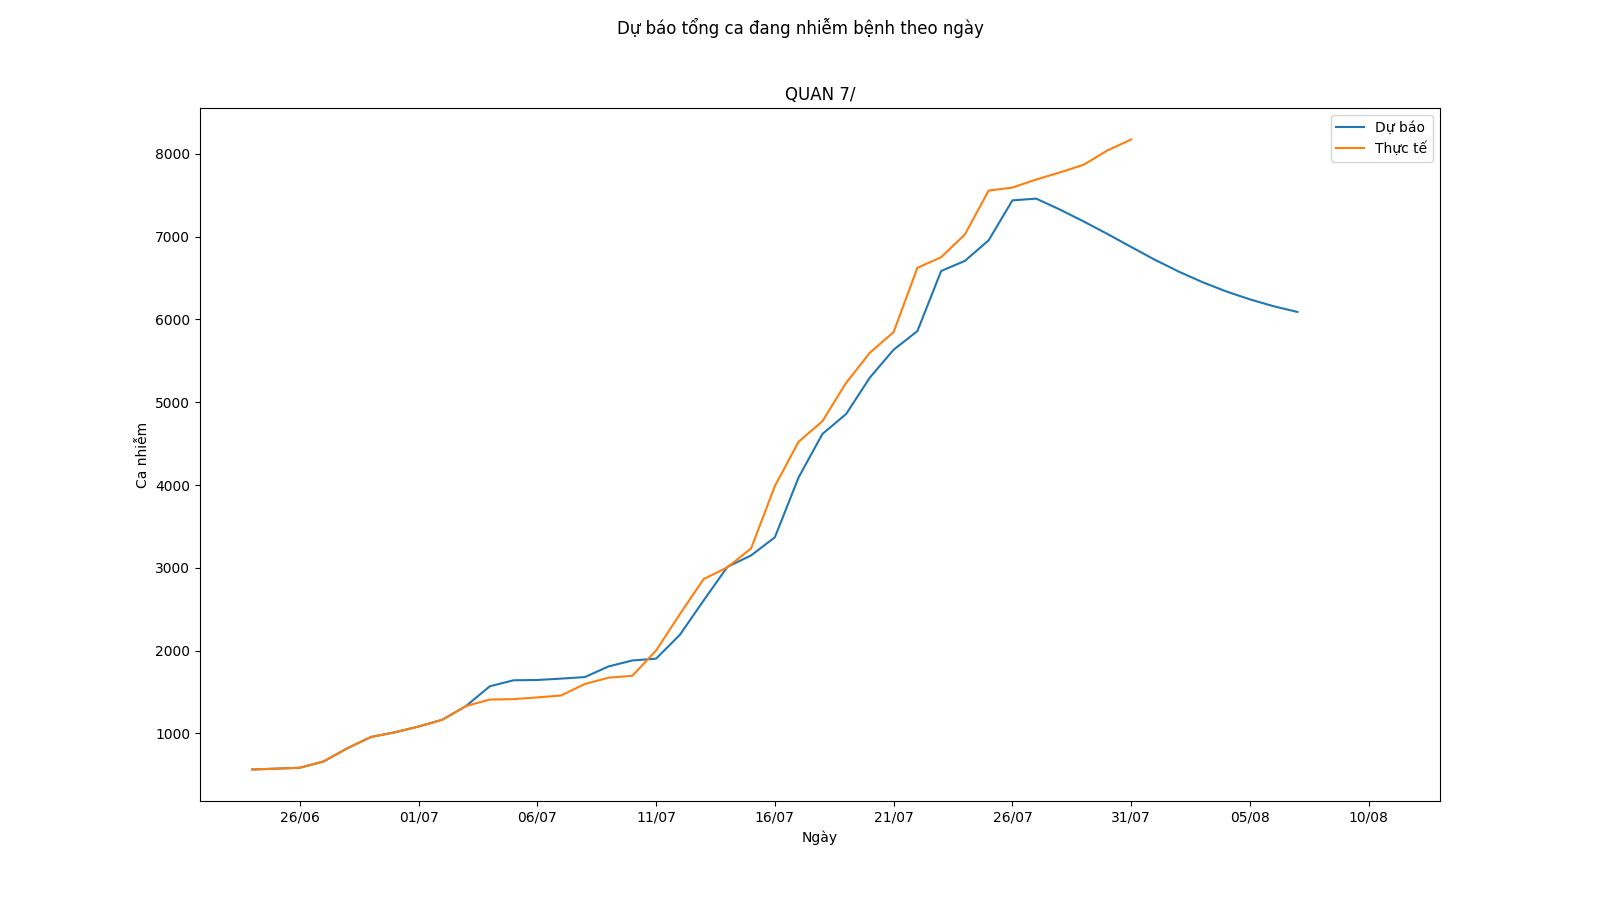 Dự báo tổng ca đang nhiễm bệnh theo ngày
QUAN 7/
Dự báo
Thực tế
8000
7000
6000
5000
4000
3000
2000
1000
Ca nhiễm
26/06 01/07 06/07 11/07 16/07 21/07 26/07 31/07 05/08 10/08
Ngày